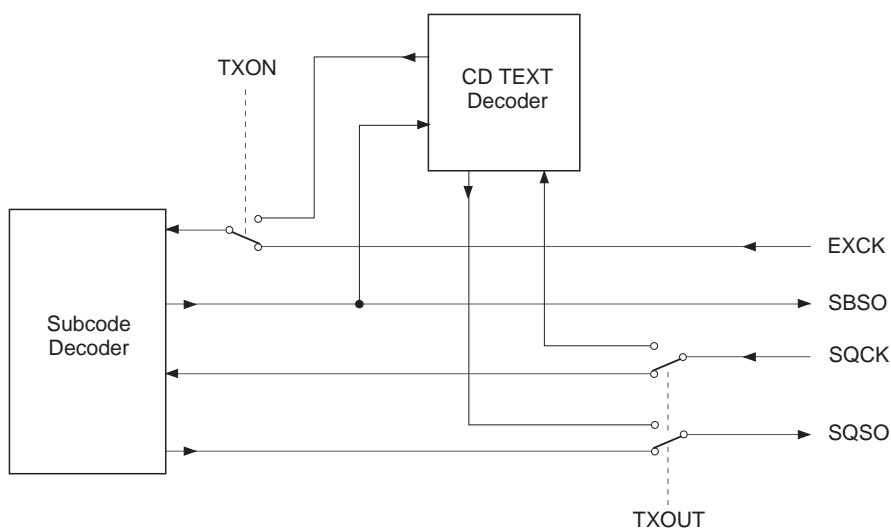 TXON
CD TEXT
Decoder
EXCK
SBSO
Subcode
Decoder
SQCK
SQSO
TXOUT